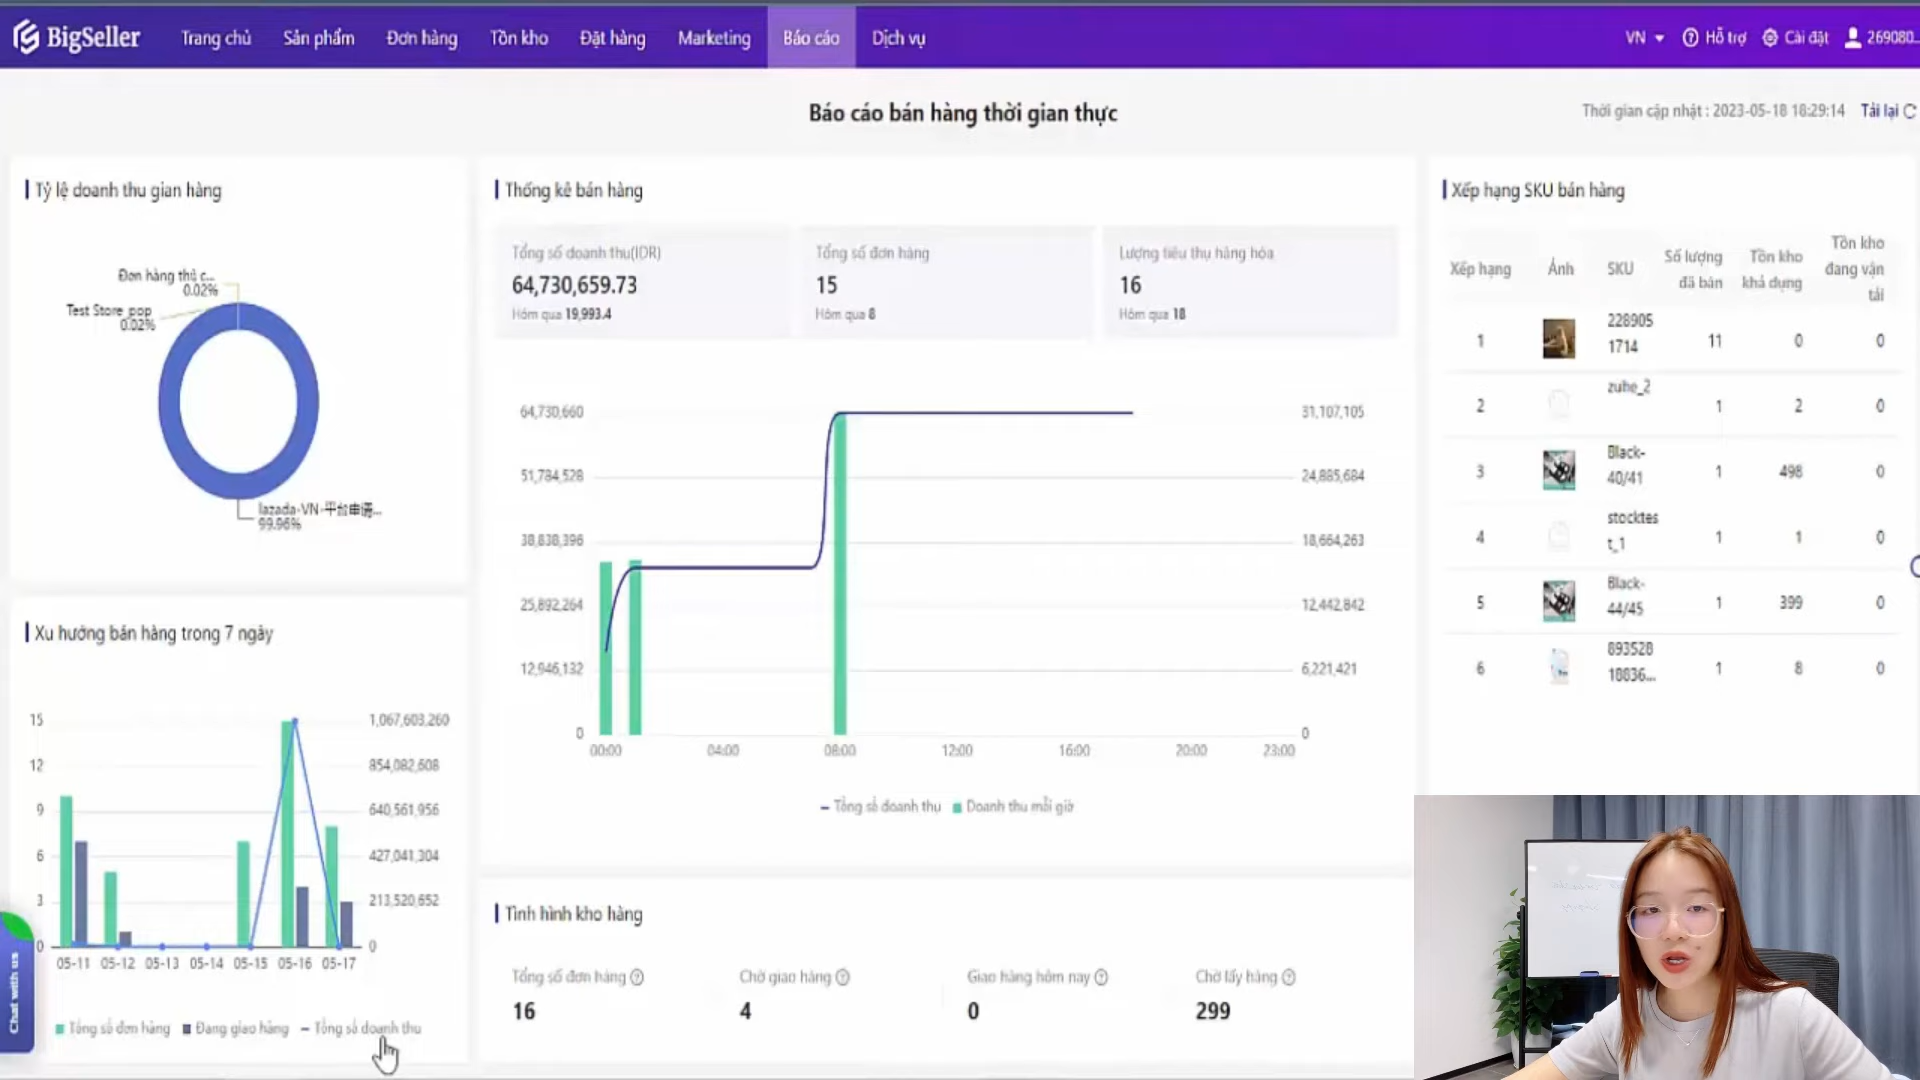 BigSeller
Trang chủ
Sản phẩm
Đơn hàng
Tồn kho
Đặt hàng
Marketing
Báo cáo
Dịch vụ
VN
Hỗ trợ
Cài đặt
269080...
Báo cáo bán hàng thời gian thực
Thời gian cập nhật : 2023-05-18 18:29:14
Tải lại
Tỷ lệ doanh thu gian hàng
Đơn hàng thủ c...
0.02%
Test Store_pop
0.02%
lazada-VN-平台申请...
99.96%
Xu hướng bán hàng trong 7 ngày
15
12
9
6
3
0
1,067,603,260
854,082,608
640,561,956
427,041,304
213,520,652
0
05-11
05-12
05-13
05-14
05-15
05-16
05-17
Tổng số đơn hàng
Đang giao hàng
Tổng số doanh thu
Chat with us
Thống kê bán hàng
Tổng số doanh thu(IDR)
64,730,659.73
Hôm qua 19,993.4
Tổng số đơn hàng
15
Hôm qua 8
Lượng tiêu thụ hàng hóa
16
Hôm qua 18
64,730,660
51,784,528
38,838,396
25,892,264
12,946,132
0
31,107,105
24,885,684
18,664,263
12,442,842
6,221,421
0
00:00
04:00
08:00
12:00
16:00
20:00
23:00
Tổng số doanh thu
Doanh thu mỗi giờ
Tình hình kho hàng
Tổng số đơn hàng
16
Chờ giao hàng
4
Giao hàng hôm nay
0
Chờ lấy hàng
299
Xếp hạng SKU bán hàng
Xếp hạng
Ảnh
SKU
Số lượng
đã bán
Tồn kho
khả dụng
Tồn kho
đang vận
tải
1
228905
1714
11
0
0
2
zuhe_2
1
2
0
3
Black-
40/41
1
498
0
4
stocktes
t_1
1
1
0
5
Black-
44/45
1
399
0
6
893528
18836...
1
8
0